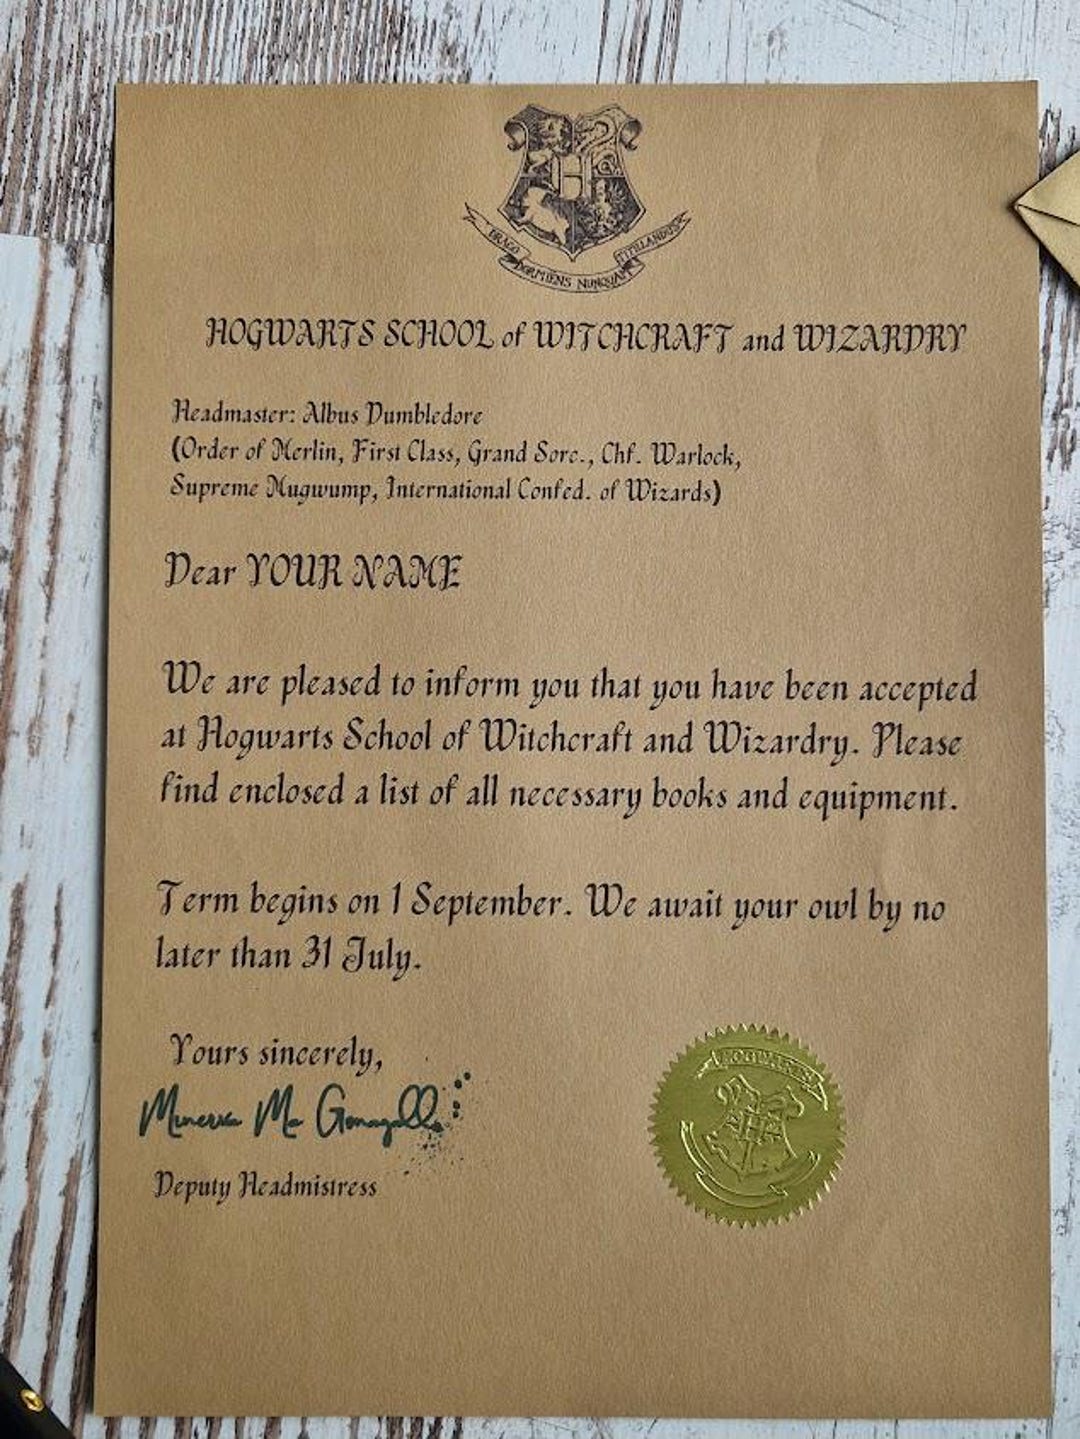 DRACO DORMIENS NUNQUAM TITILLANDUS
HOGWARTS SCHOOL of WITCHCRAFT and WIZARDRY
Headmaster: Albus Dumbledore
(Order of Merlin, First Class, Grand Sorc., Chf. Warlock,
Supreme Mugwump, International Confed. of Wizards)
Dear YOUR NAME
We are pleased to inform you that you have been accepted
at Hogwarts School of Witchcraft and Wizardry. Please
find enclosed a list of all necessary books and equipment.
Term begins on 1 September. We await your owl by no
later than 31 July.
Yours sincerely,
Minerva Mc Gonagall
Deputy Headmistress
HOGWARTS
H